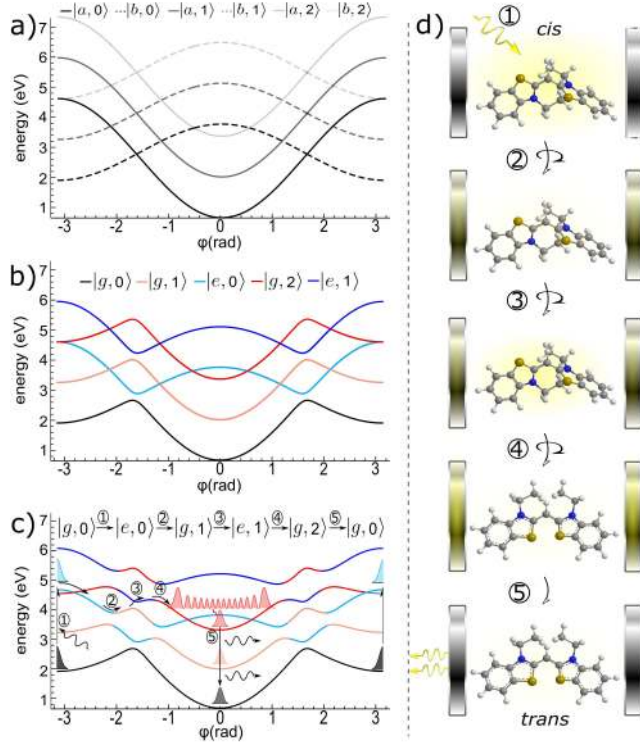 a) —|a, 0⟩ ···|b, 0⟩ —|a, 1⟩ ···|b, 1⟩ —|a, 2⟩ ···|b, 2⟩
7
6
5
4
3
2
1
energy (eV)
-3 -2 -1 0 1 2 3
φ(rad)
b)
—|g, 0⟩ —|g, 1⟩ —|e, 0⟩ —|g, 2⟩ —|e, 1⟩
7
6
5
4
3
2
1
energy (eV)
-3 -2 -1 0 1 2 3
φ(rad)
c) |g, 0⟩ ①→ |e, 0⟩ ②→ |g, 1⟩ ③→ |e, 1⟩ ④→ |g, 2⟩ ⑤→ |g, 0⟩
7
6
5
4
3
2
1
energy (eV)
①
②
③
④
⑤
-3 -2 -1 0 1 2 3
φ(rad)
d)
①
cis
②
③
④
⑤
trans